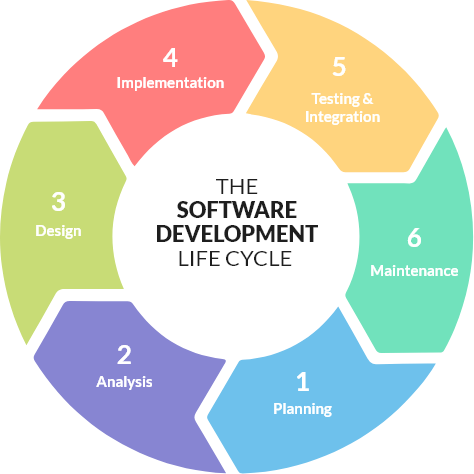 THE
SOFTWARE
DEVELOPMENT
LIFE CYCLE
1
Planning
2
Analysis
3
Design
4
Implementation
5
Testing &
Integration
6
Maintenance